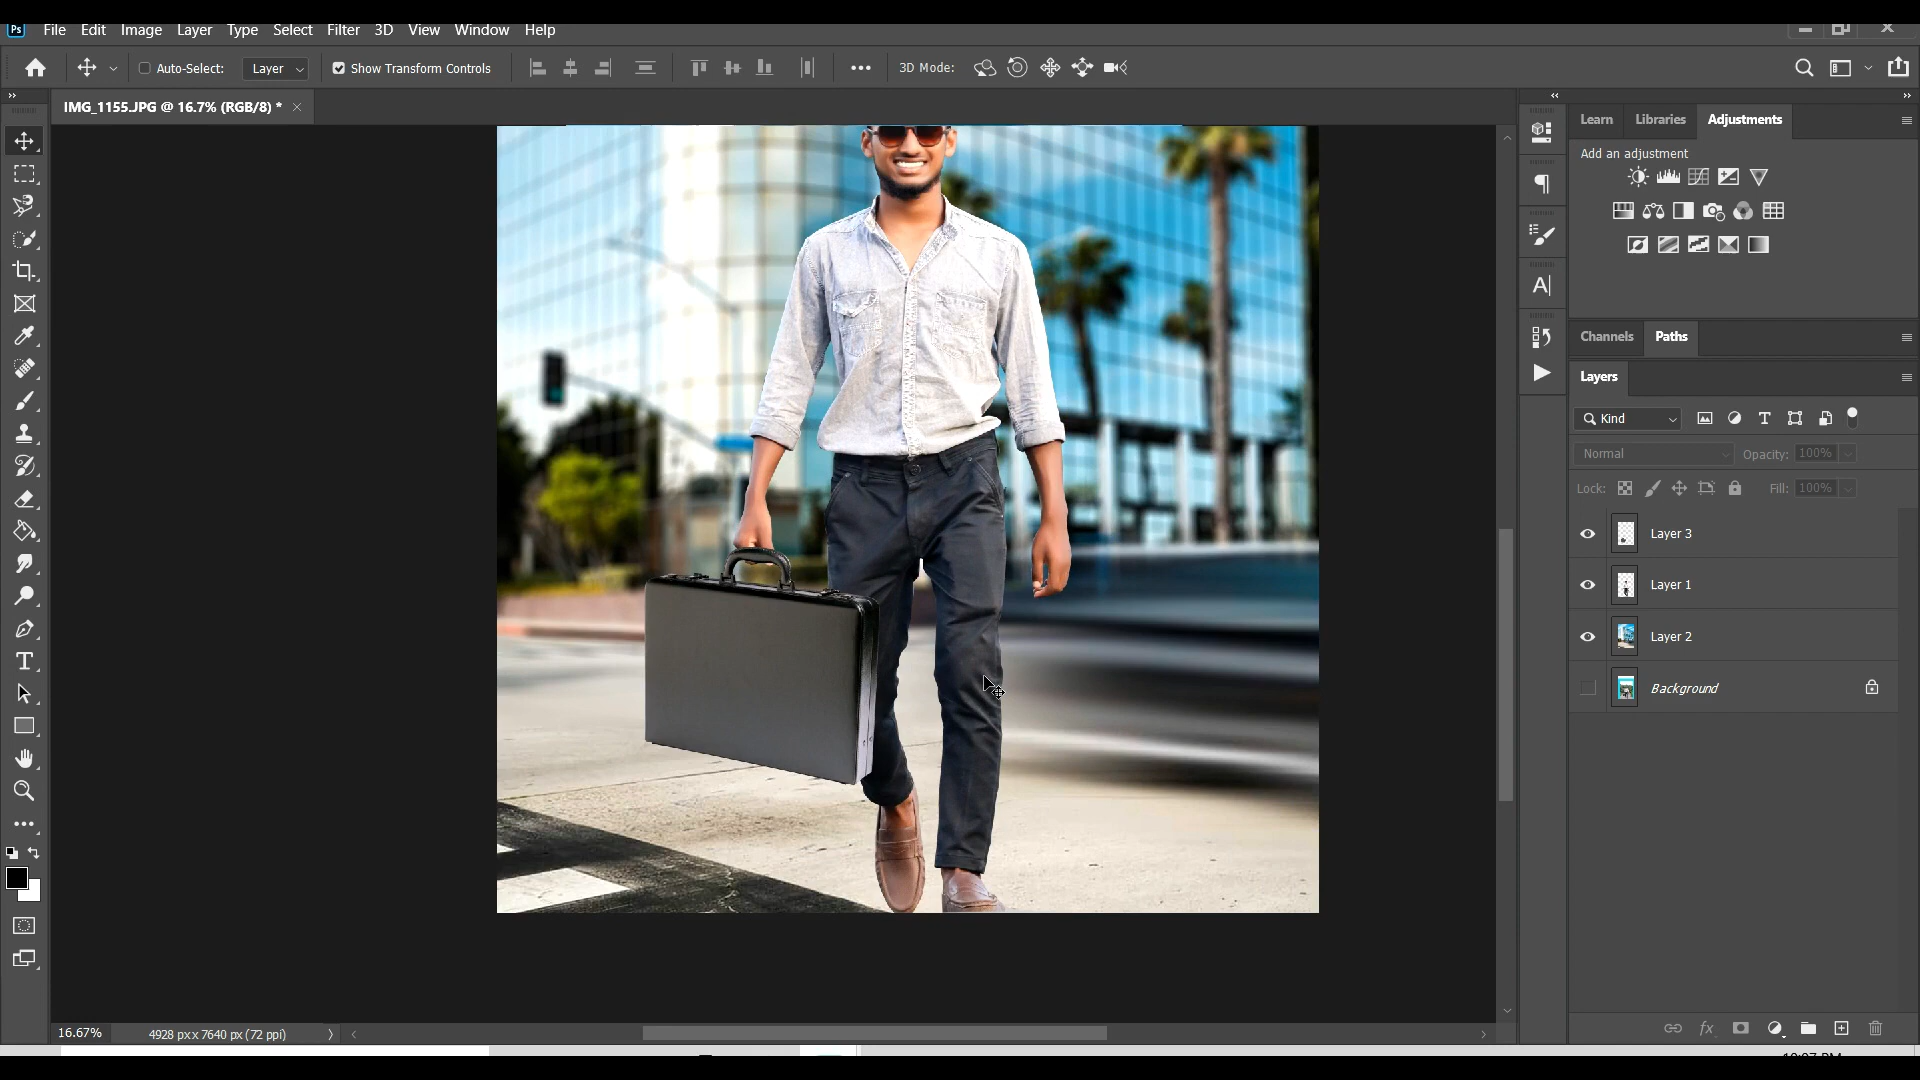 Ps File Edit Image Layer Type Select Filter 3D View Window Help
Auto-Select: Layer Show Transform Controls 3D Mode:
IMG_1155.JPG @ 16.7% (RGB/8) *
Learn Libraries Adjustments
Add an adjustment
Channels Paths
Layers
Kind
Normal Opacity: 100%
Lock: Fill: 100%
Layer 3
Layer 1
Layer 2
Background
16.67% 4928 px x 7640 px (72 ppi)